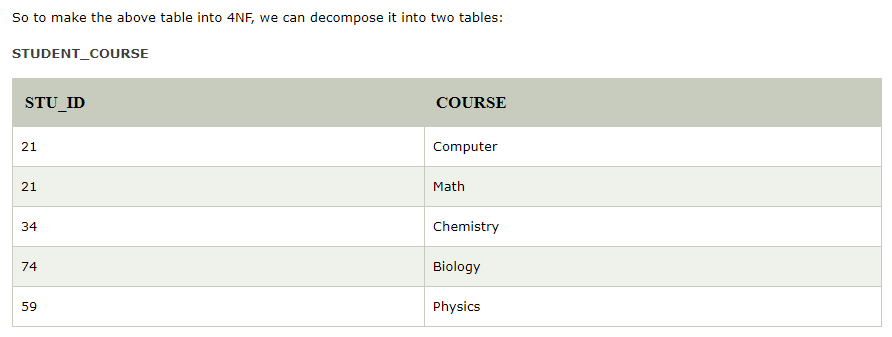 So to make the above table into 4NF, we can decompose it into two tables:
STUDENT_COURSE
STU_ID COURSE
21 Computer
21 Math
34 Chemistry
74 Biology
59 Physics